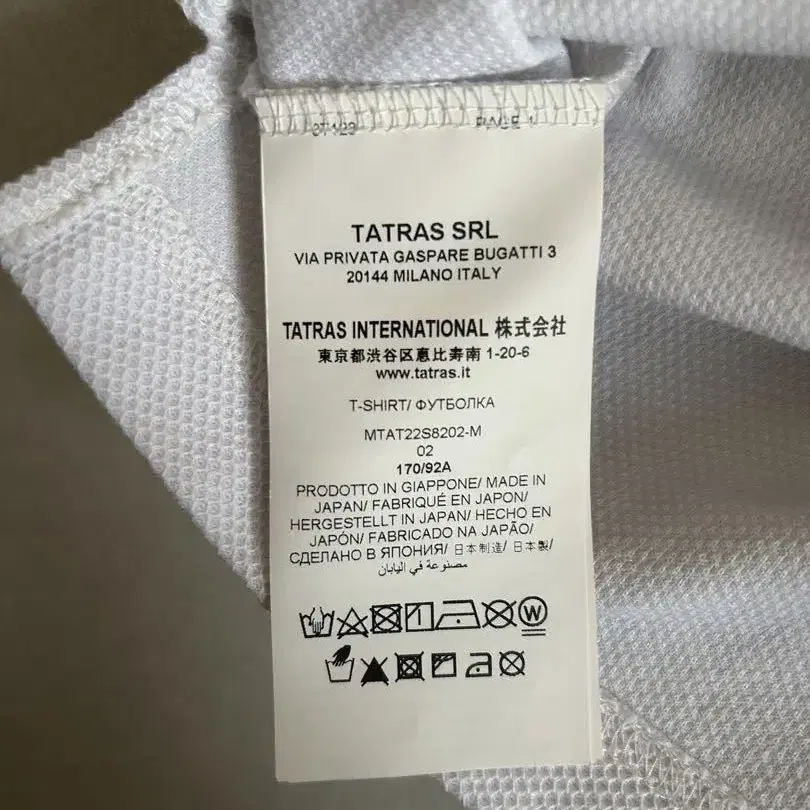 TATRAS SRL
VIA PRIVATA GASPARE BUGATTI 3
20144 MILANO ITALY
TATRAS INTERNATIONAL 株式会社
東京都渋谷区恵比寿南 1-20-6
www.tatras.it
T-SHIRT/ ФУТБОЛКА
MTAT22S8202-M
02
170/92A
PRODOTTO IN GIAPPONE/ MADE IN
JAPAN/ FABRIQUÉ EN JAPON/
HERGESTELLT IN JAPAN/ HECHO EN
JAPÓN/ FABRICADO NA JAPÃO/
СДЕЛАНО В ЯПОНИЯ/ 日本制造/ 日本製/
مصنوعة في اليابان
W